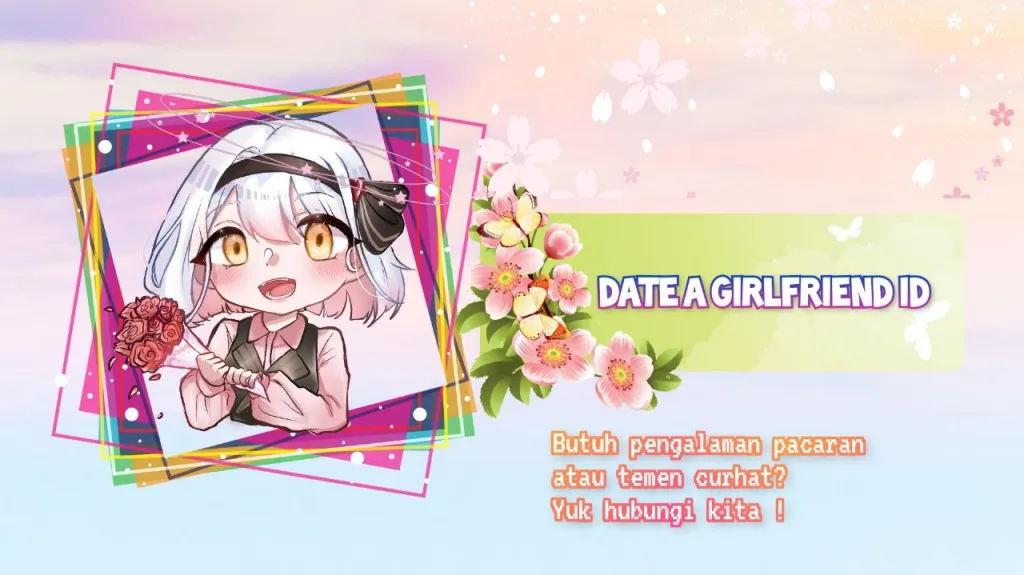 DATE A GIRLFRIEND ID
Butuh pengalaman pacaran
atau temen curhat?
Yuk hubungi kita !